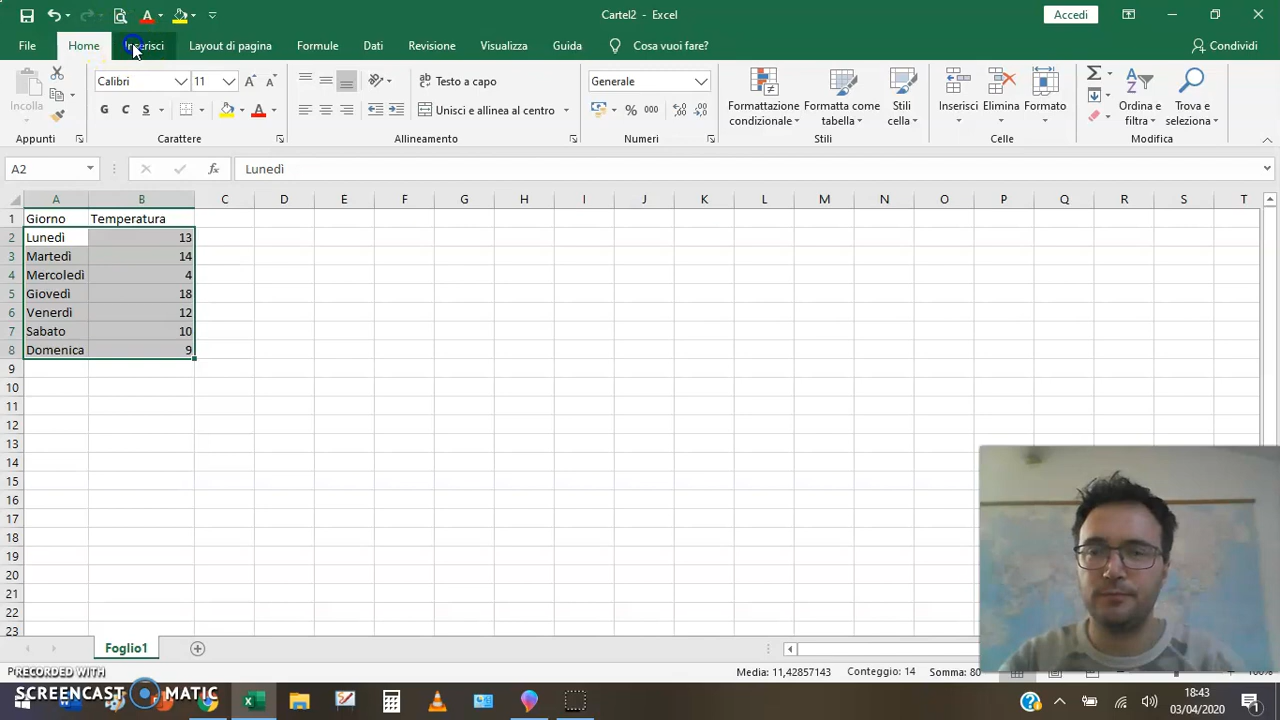 Cartel2 - Excel
Accedi
File
Home
Inserisci
Layout di pagina
Formule
Dati
Revisione
Visualizza
Guida
Cosa vuoi fare?
Condividi
Incolla
Calibri
11
Testo a capo
Generale
Formattazione condizionale
Formatta come tabella
Stili cella
Inserisci
Elimina
Formato
Ordina e filtra
Trova e seleziona
G C S
Unisci e allinea al centro
% 000
Appunti
Carattere
Allineamento
Numeri
Stili
Celle
Modifica
A2
fx
Lunedì
A B C D E F G H I J K L M N O P Q R S T
1 Giorno Temperatura
2 Lunedì 13
3 Martedì 14
4 Mercoledì 4
5 Giovedì 18
6 Venerdì 12
7 Sabato 10
8 Domenica 9
9
10
11
12
13
14
15
16
17
18
19
20
21
22
23
Foglio1
RECORDED WITH
SCREENCAST MATIC
Media: 11,42857143
Conteggio: 14
Somma: 80
18:43
03/04/2020